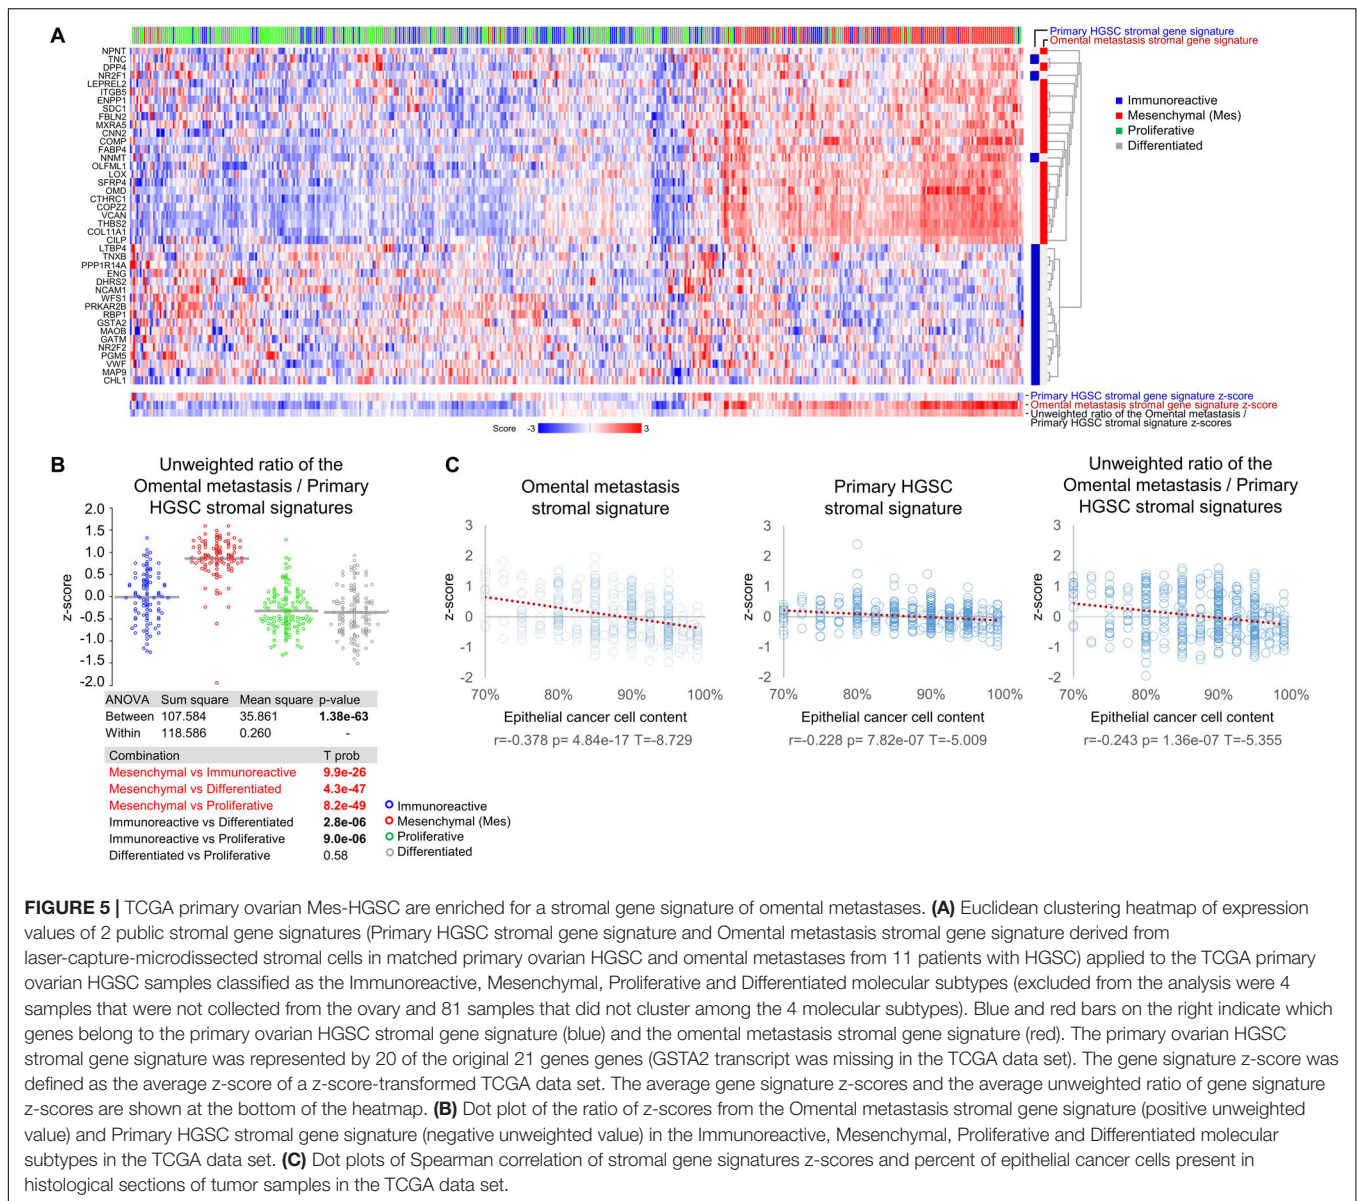 A
Primary HGSC stromal gene signature
Omental metastasis stromal gene signature
NPNT
TNC
DPP4
NR2F1
LEPREL2
ITGB5
ENPP1
SDC1
FBLN2
MXRA5
CNN2
COMP
FABP4
NNMT
OLFML1
LOX
SFRP4
OMD
CTHRC1
COPZ2
VCAN
THBS2
COL11A1
CILP
LTBP4
TNXB
PPP1R14A
ENG
DHRS2
NCAM1
WFS1
PRKAR2B
RBP1
GSTA2
MAOB
GATM
NR2F2
PGM5
VWF
MAP9
CHL1
Immunoreactive
Mesenchymal (Mes)
Proliferative
Differentiated
Primary HGSC stromal gene signature z-score
Omental metastasis stromal gene signature z-score
Unweighted ratio of the Omental metastasis /
Primary HGSC stromal signature z-scores
Score -3 3
B
Unweighted ratio of the
Omental metastasis / Primary
HGSC stromal signatures
z-score
2.0
1.5
1.0
0.5
0.0
-0.5
-1.0
-1.5
-2.0
ANOVA Sum square Mean square p-value
Between 107.584 35.861 1.38e-63
Within 118.586 0.260 -
Combination T prob
Mesenchymal vs Immunoreactive 9.9e-26
Mesenchymal vs Differentiated 4.3e-47
Mesenchymal vs Proliferative 8.2e-49
Immunoreactive vs Differentiated 2.8e-06
Immunoreactive vs Proliferative 9.0e-06
Differentiated vs Proliferative 0.58
Immunoreactive
Mesenchymal (Mes)
Proliferative
Differentiated
C
Omental metastasis
stromal signature
z-score
3
2
1
0
-1
-2
70% 80% 90% 100%
Epithelial cancer cell content
r=-0.378 p= 4.84e-17 T=-8.729
Primary HGSC
stromal signature
z-score
3
2
1
0
-1
-2
70% 80% 90% 100%
Epithelial cancer cell content
r=-0.228 p= 7.82e-07 T=-5.009
Unweighted ratio of the
Omental metastasis / Primary
HGSC stromal signatures
z-score
3
2
1
0
-1
-2
70% 80% 90% 100%
Epithelial cancer cell content
r=-0.243 p= 1.36e-07 T=-5.355
FIGURE 5 | TCGA primary ovarian Mes-HGSC are enriched for a stromal gene signature of omental metastases. (A) Euclidean clustering heatmap of expression
values of 2 public stromal gene signatures (Primary HGSC stromal gene signature and Omental metastasis stromal gene signature derived from
laser-capture-microdissected stromal cells in matched primary ovarian HGSC and omental metastases from 11 patients with HGSC) applied to the TCGA primary
ovarian HGSC samples classified as the Immunoreactive, Mesenchymal, Proliferative and Differentiated molecular subtypes (excluded from the analysis were 4
samples that were not collected from the ovary and 81 samples that did not cluster among the 4 molecular subtypes). Blue and red bars on the right indicate which
genes belong to the primary ovarian HGSC stromal gene signature (blue) and the omental metastasis stromal gene signature (red). The primary ovarian HGSC
stromal gene signature was represented by 20 of the original 21 genes genes (GSTA2 transcript was missing in the TCGA data set). The gene signature z-score was
defined as the average z-score of a z-score-transformed TCGA data set. The average gene signature z-scores and the average unweighted ratio of gene signature
z-scores are shown at the bottom of the heatmap. (B) Dot plot of the ratio of z-scores from the Omental metastasis stromal gene signature (positive unweighted
value) and Primary HGSC stromal gene signature (negative unweighted value) in the Immunoreactive, Mesenchymal, Proliferative and Differentiated molecular
subtypes in the TCGA data set. (C) Dot plots of Spearman correlation of stromal gene signatures z-scores and percent of epithelial cancer cells present in
histological sections of tumor samples in the TCGA data set.